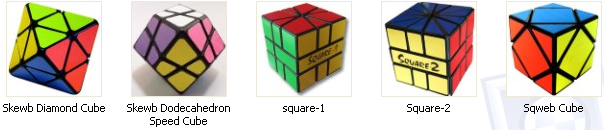 SQUARE-1
SQUARE2
Skewb Diamond Cube
Skewb Dodecahedron
Speed Cube
square-1
Square-2
Sqweb Cube